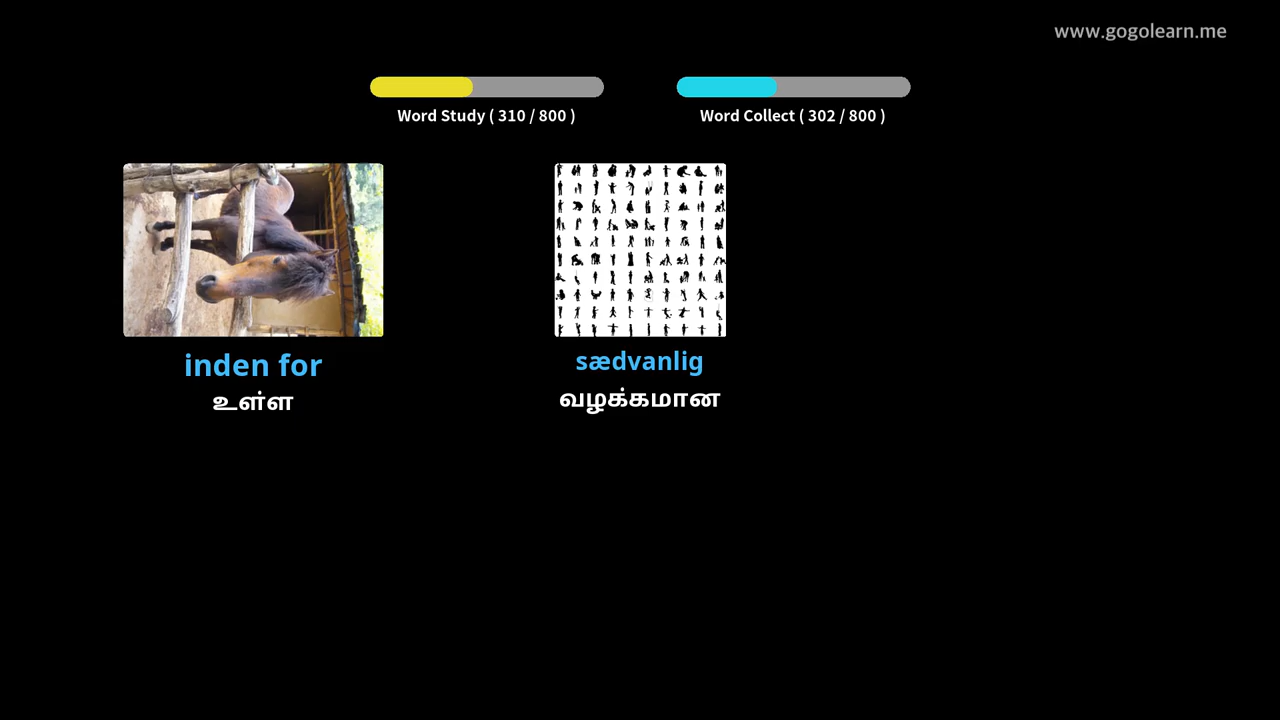 www.gogolearn.me
Word Study ( 310 / 800 )
Word Collect ( 302 / 800 )
inden for
உள்ள
sædvanlig
வழக்கமான